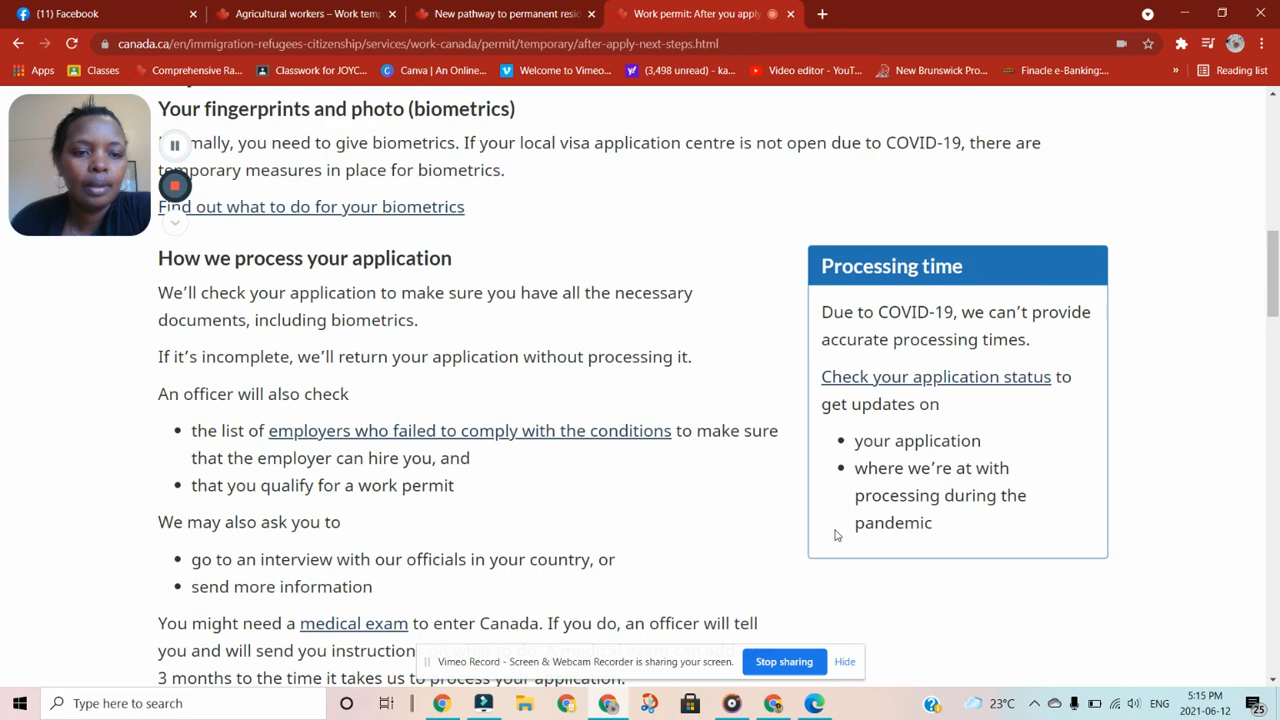 (11) Facebook
Agricultural workers – Work tem
New pathway to permanent resi
Work permit: After you apply
canada.ca/en/immigration-refugees-citizenship/services/work-canada/permit/temporary/after-apply-next-steps.html
Apps
Classes
Comprehensive Ra...
Classwork for JOYC...
Canva | An Online...
Welcome to Vimeo...
(3,498 unread) - ka...
Video editor - YouT...
New Brunswick Pro...
Finacle e-Banking:...
»
Reading list
Your fingerprints and photo (biometrics)
mally, you need to give biometrics. If your local visa application centre is not open due to COVID-19, there are
temporary measures in place for biometrics.
Find out what to do for your biometrics
How we process your application
We'll check your application to make sure you have all the necessary
documents, including biometrics.
If it's incomplete, we'll return your application without processing it.
An officer will also check
• the list of employers who failed to comply with the conditions to make sure
that the employer can hire you, and
• that you qualify for a work permit
We may also ask you to
• go to an interview with our officials in your country, or
• send more information
You might need a medical exam to enter Canada. If you do, an officer will tell
you and will send you instruction
3 months to the time it takes us to process your application.
Processing time
Due to COVID-19, we can't provide
accurate processing times.
Check your application status to
get updates on
• your application
• where we're at with
processing during the
pandemic
Vimeo Record - Screen & Webcam Recorder is sharing your screen.
Stop sharing
Hide
Type here to search
23°C
ENG
5:15 PM
2021-06-12
25